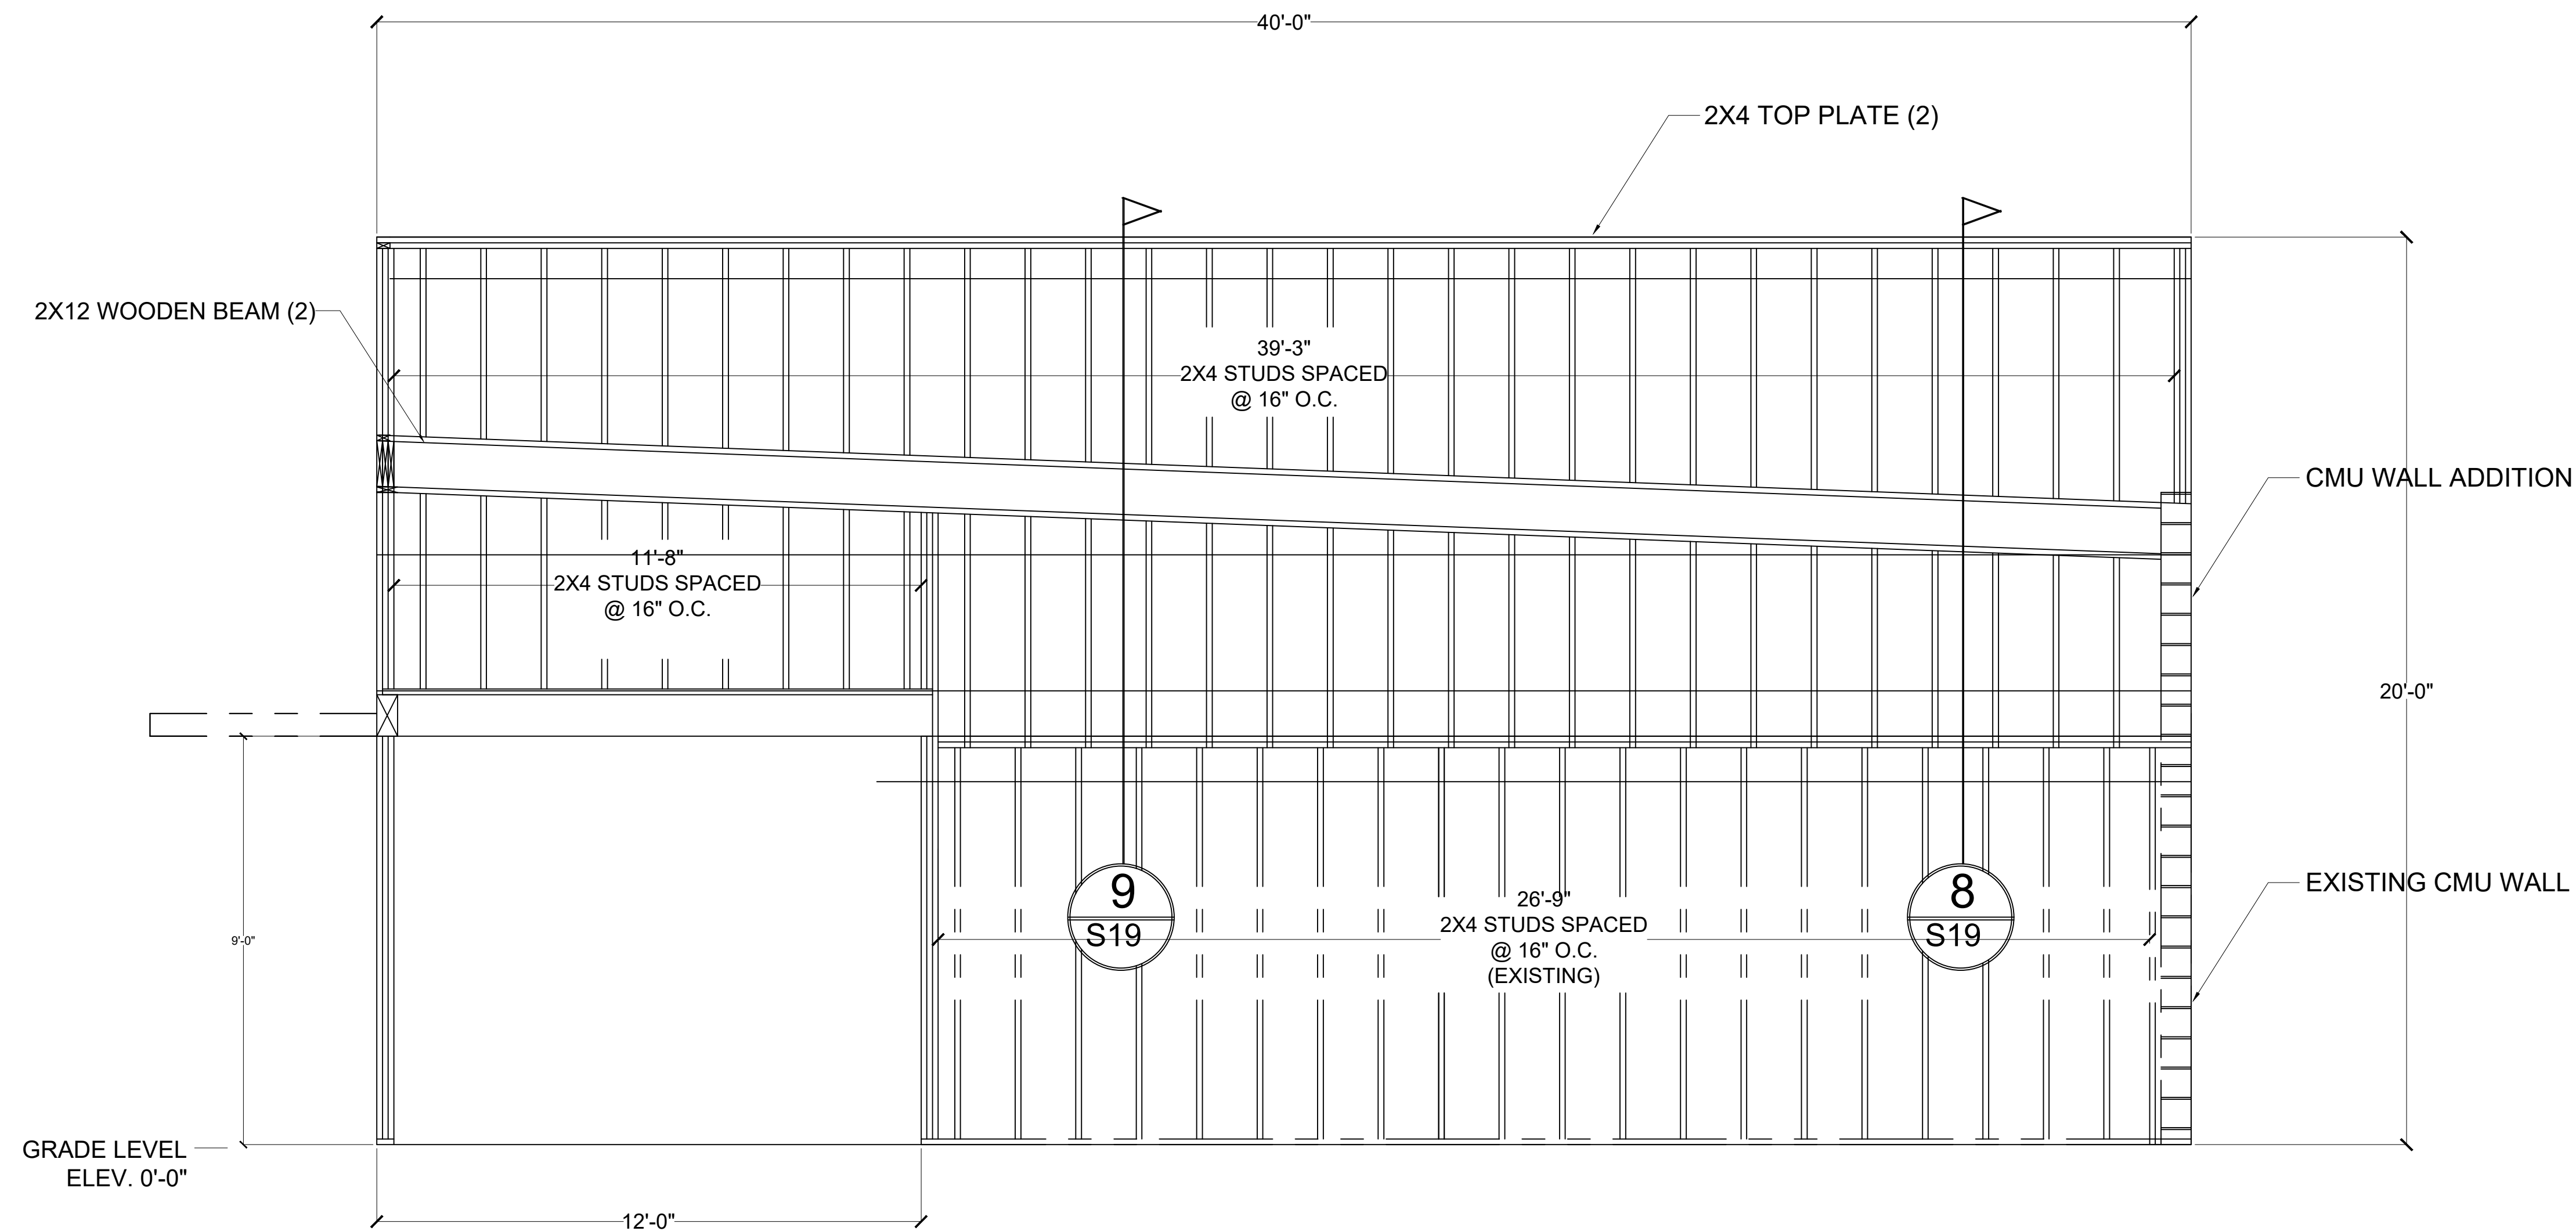 40'-0"
2X4 TOP PLATE (2)
2X12 WOODEN BEAM (2)
39'-3"
2X4 STUDS SPACED
@ 16" O.C.
CMU WALL ADDITION
11'-8"
2X4 STUDS SPACED
@ 16" O.C.
20'-0"
9
S19
8
S19
EXISTING CMU WALL
26'-9"
2X4 STUDS SPACED
@ 16" O.C.
(EXISTING)
9'-0"
GRADE LEVEL
ELEV. 0'-0"
12'-0"